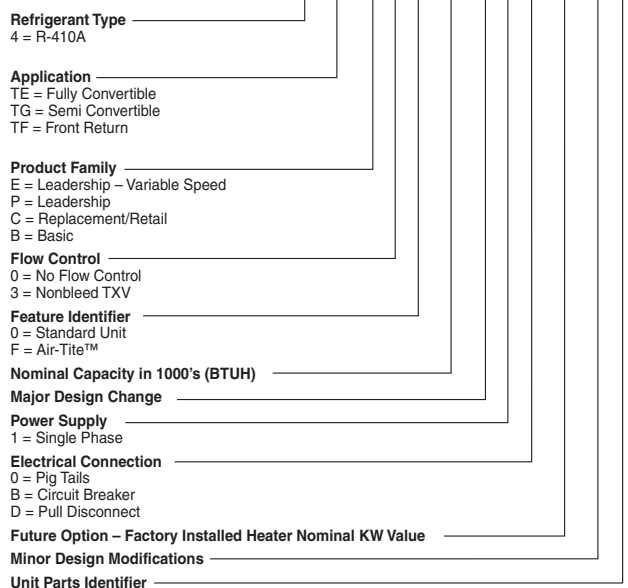 Refrigerant Type
4 = R-410A
Application
TE = Fully Convertible
TG = Semi Convertible
TF = Front Return
Product Family
E = Leadership – Variable Speed
P = Leadership
C = Replacement/Retail
B = Basic
Flow Control
0 = No Flow Control
3 = Nonbleed TXV
Feature Identifier
0 = Standard Unit
F = Air-Tite™
Nominal Capacity in 1000's (BTUH)
Major Design Change
Power Supply
1 = Single Phase
Electrical Connection
0 = Pig Tails
B = Circuit Breaker
D = Pull Disconnect
Future Option – Factory Installed Heater Nominal KW Value
Minor Design Modifications
Unit Parts Identifier